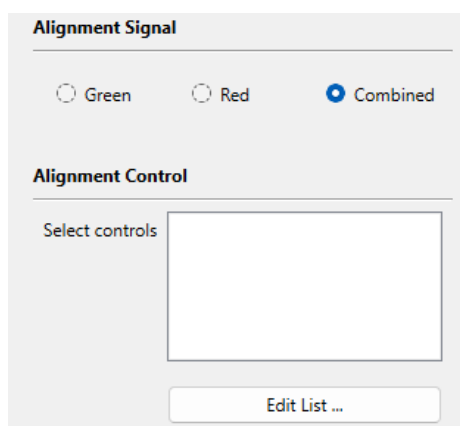 Alignment Signal
Green Red Combined
Alignment Control
Select controls
Edit List ...